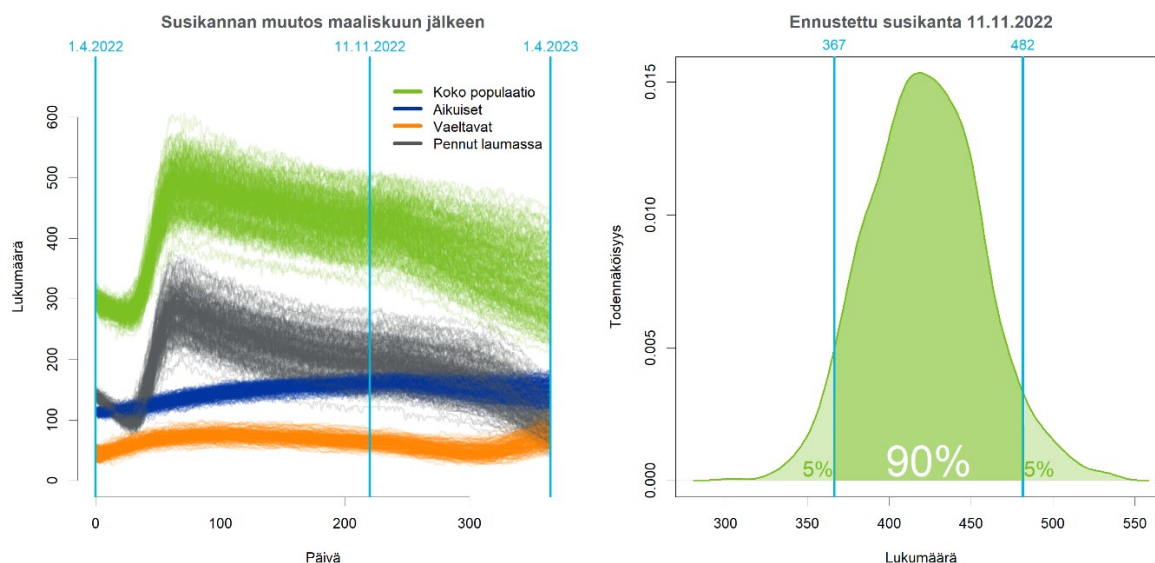 Susikannan muutos maaliskuun jälkeen
1.4.2022
11.11.2022
1.4.2023
Koko populaatio
Aikuiset
Vaeltavat
Pennut laumassa
Lukumäärä
600
500
400
300
200
100
0
0
100
200
300
Päivä
Ennustettu susikanta 11.11.2022
367
482
Todennäköisyys
0.015
0.010
0.005
0.000
5%
90%
5%
300
350
400
450
500
550
Lukumäärä